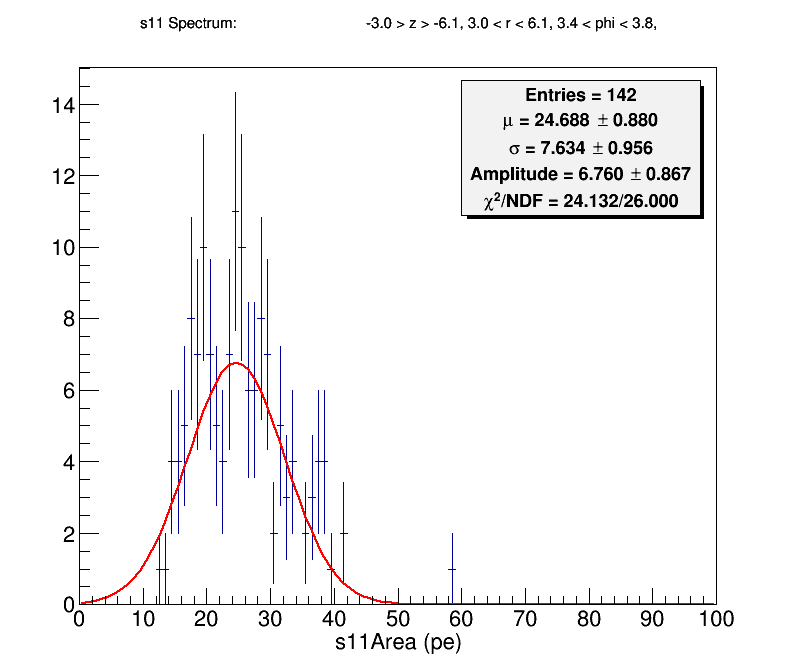 s11 Spectrum: -3.0 > z > -6.1, 3.0 < r < 6.1, 3.4 < phi < 3.8,
Entries = 142
μ = 24.688 ± 0.880
σ = 7.634 ± 0.956
Amplitude = 6.760 ± 0.867
χ²/NDF = 24.132/26.000
14
12
10
8
6
4
2
0
0 10 20 30 40 50 60 70 80 90 100
s11Area (pe)